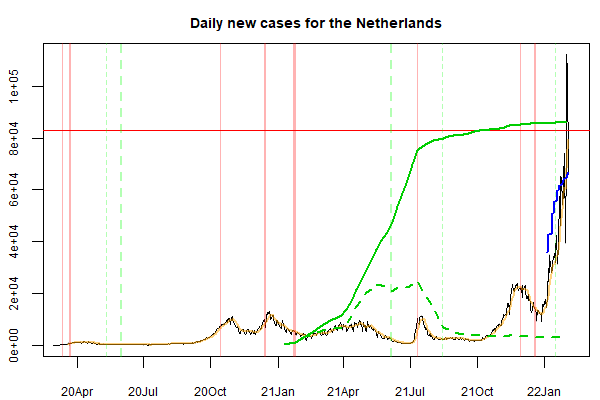 Daily new cases for the Netherlands
1e+05
8e+04
6e+04
4e+04
2e+04
0e+00
20Apr 20Jul 20Oct 21Jan 21Apr 21Jul 21Oct 22Jan